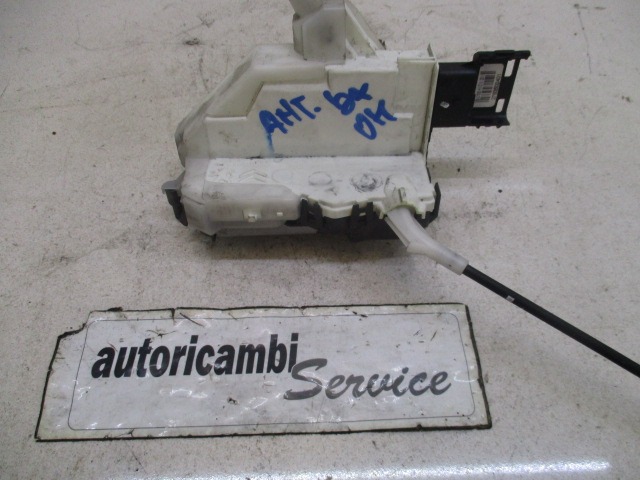 ANT. DX
OK
autoricambi
Service